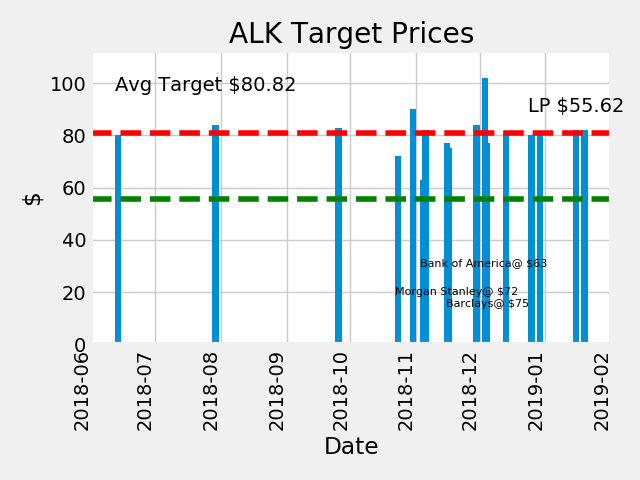 ALK Target Prices
Avg Target $80.82
LP $55.62
100
80
60
40
20
0
$
Bank of America@ $63
Morgan Stanley@ $72
Barclays@ $75
2018-06
2018-07
2018-08
2018-09
2018-10
2018-11
2018-12
2019-01
2019-02
Date